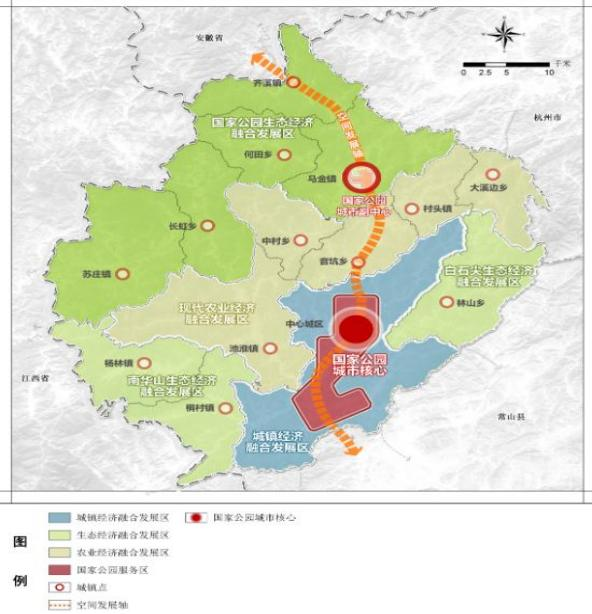 安徽省
千米
0 2.5 5 10
齐溪镇
杭州市
空间发展轴
国家公园生态经济
融合发展区
何田乡
马金镇
大溪边乡
国家公园
城市副中心
村头镇
长虹乡
中村乡
音坑乡
苏庄镇
白石尖生态经济
融合发展区
林山乡
现代农业经济
融合发展区
中心城区
池淮镇
国家公园
城市核心
杨林镇
江西省
南华山生态经济
融合发展区
桐村镇
常山县
城镇经济
融合发展区
图例
城镇经济融合发展区
国家公园城市核心
生态经济融合发展区
农业经济融合发展区
国家公园服务区
城镇点
空间发展轴